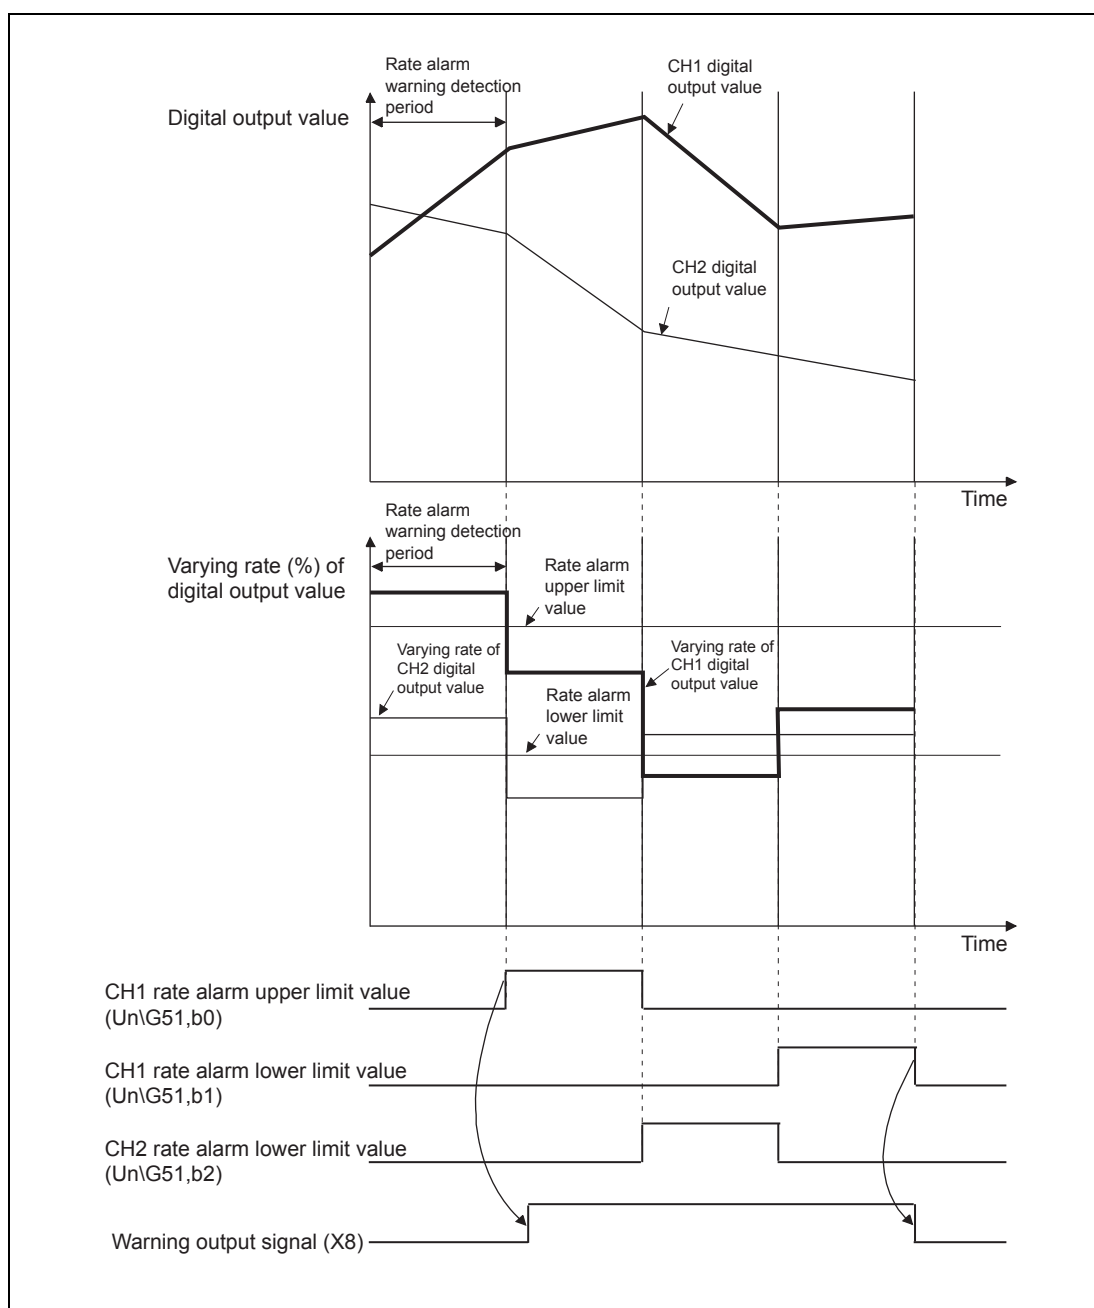 Rate alarm
warning detection
period
CH1 digital
output value
Digital output value
CH2 digital
output value
Time
Rate alarm
warning detection
period
Varying rate (%) of
digital output value
Rate alarm
upper limit
value
Varying rate of
CH2 digital
output value
Varying rate of
CH1 digital
output value
Rate alarm
lower limit
value
Time
CH1 rate alarm upper limit value
(Un\G51,b0)
CH1 rate alarm lower limit value
(Un\G51,b1)
CH2 rate alarm lower limit value
(Un\G51,b2)
Warning output signal (X8)